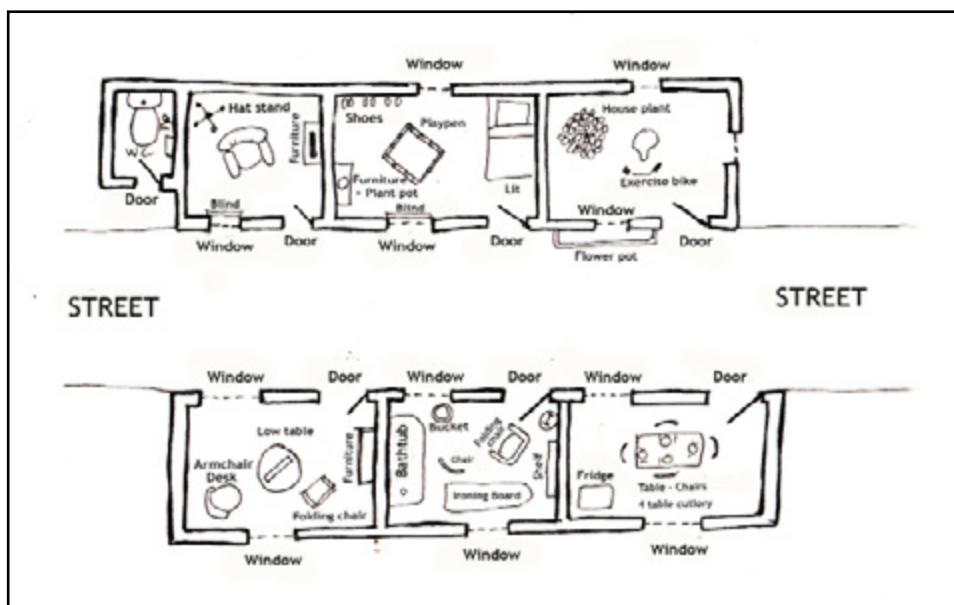 Window
Window
Hat stand
Shoes
Playpen
House plant
Furniture
W.C.
Furniture
- Plant pot
Lit
Exercise bike
Door
Blind
Blind
Window
Window
Door
Window
Door
Door
Flower pot
STREET
STREET
Window
Door
Window
Door
Window
Door
Low table
Bucket
Folding
chair
Armchair
Desk
Furniture
Bathtub
Chair
Shelf
Fridge
Table - Chairs
4 table cutlery
Ironing Board
Folding chair
Window
Window
Window